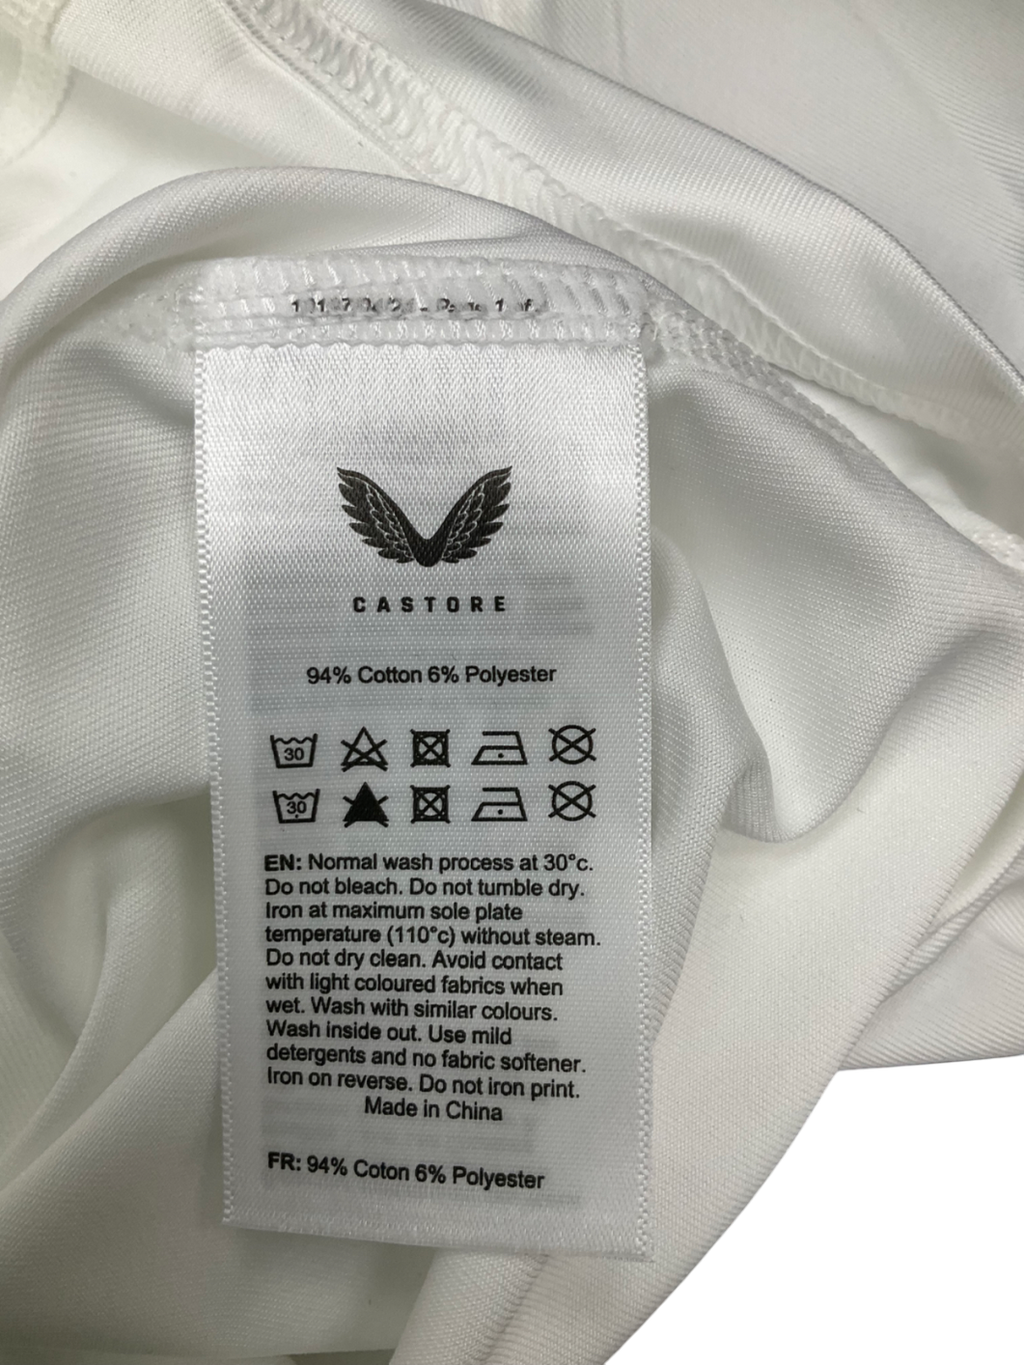 CASTORE
94% Cotton 6% Polyester
30
30
EN: Normal wash process at 30°c.
Do not bleach. Do not tumble dry.
Iron at maximum sole plate
temperature (110°c) without steam.
Do not dry clean. Avoid contact
with light coloured fabrics when
wet. Wash with similar colours.
Wash inside out. Use mild
detergents and no fabric softener.
Iron on reverse. Do not iron print.
Made in China
FR: 94% Coton 6% Polyester